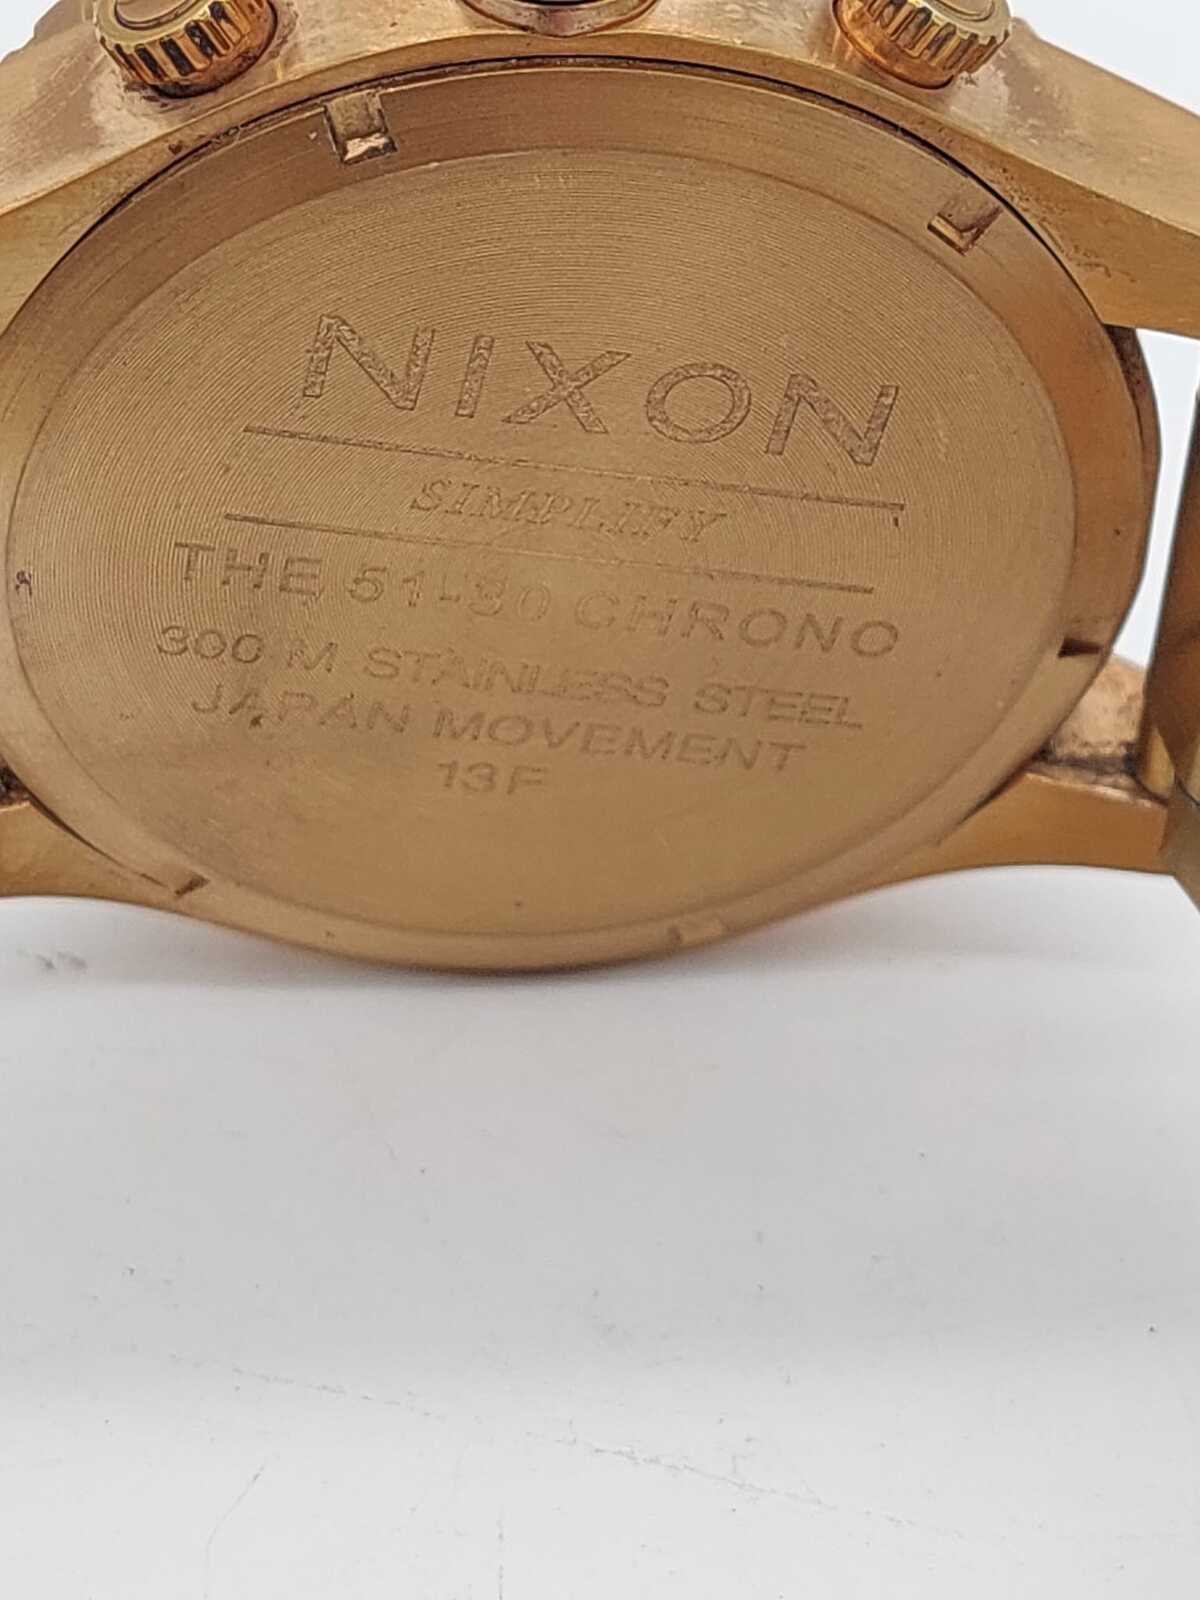 NIXON
SIMPLIFY
THE 51-30 CHRONO
300 M STAINLESS STEEL
JAPAN MOVEMENT
13F